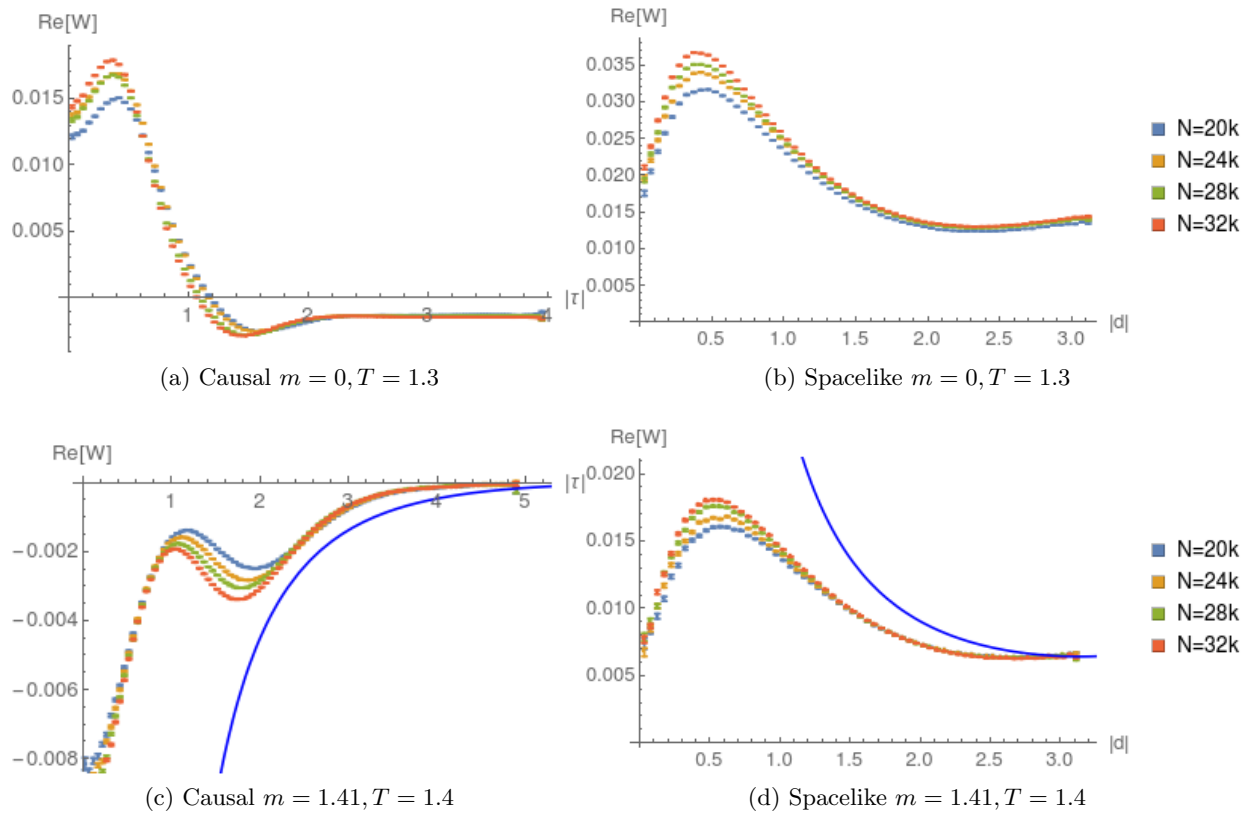 Re[W]
0.015
0.010
0.005
1
2
3
4
|τ|
(a) Causal m = 0, T = 1.3
Re[W]
0.035
0.030
0.025
0.020
0.015
0.010
0.005
0.5
1.0
1.5
2.0
2.5
3.0
|d|
(b) Spacelike m = 0, T = 1.3
N=20k
N=24k
N=28k
N=32k
Re[W]
1
2
3
4
5
|τ|
−0.002
−0.004
−0.006
−0.008
(c) Causal m = 1.41, T = 1.4
Re[W]
0.020
0.015
0.010
0.005
0.5
1.0
1.5
2.0
2.5
3.0
|d|
(d) Spacelike m = 1.41, T = 1.4
N=20k
N=24k
N=28k
N=32k